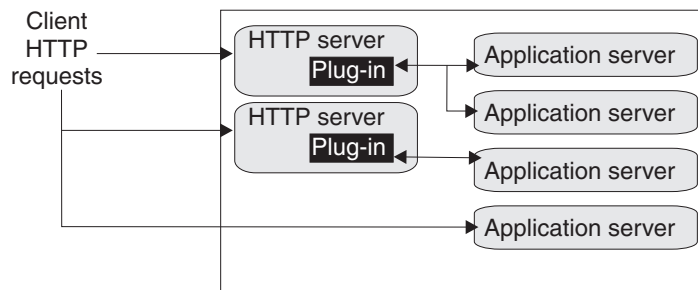 Client
HTTP
requests
HTTP server
Plug-in
HTTP server
Plug-in
Application server
Application server
Application server
Application server